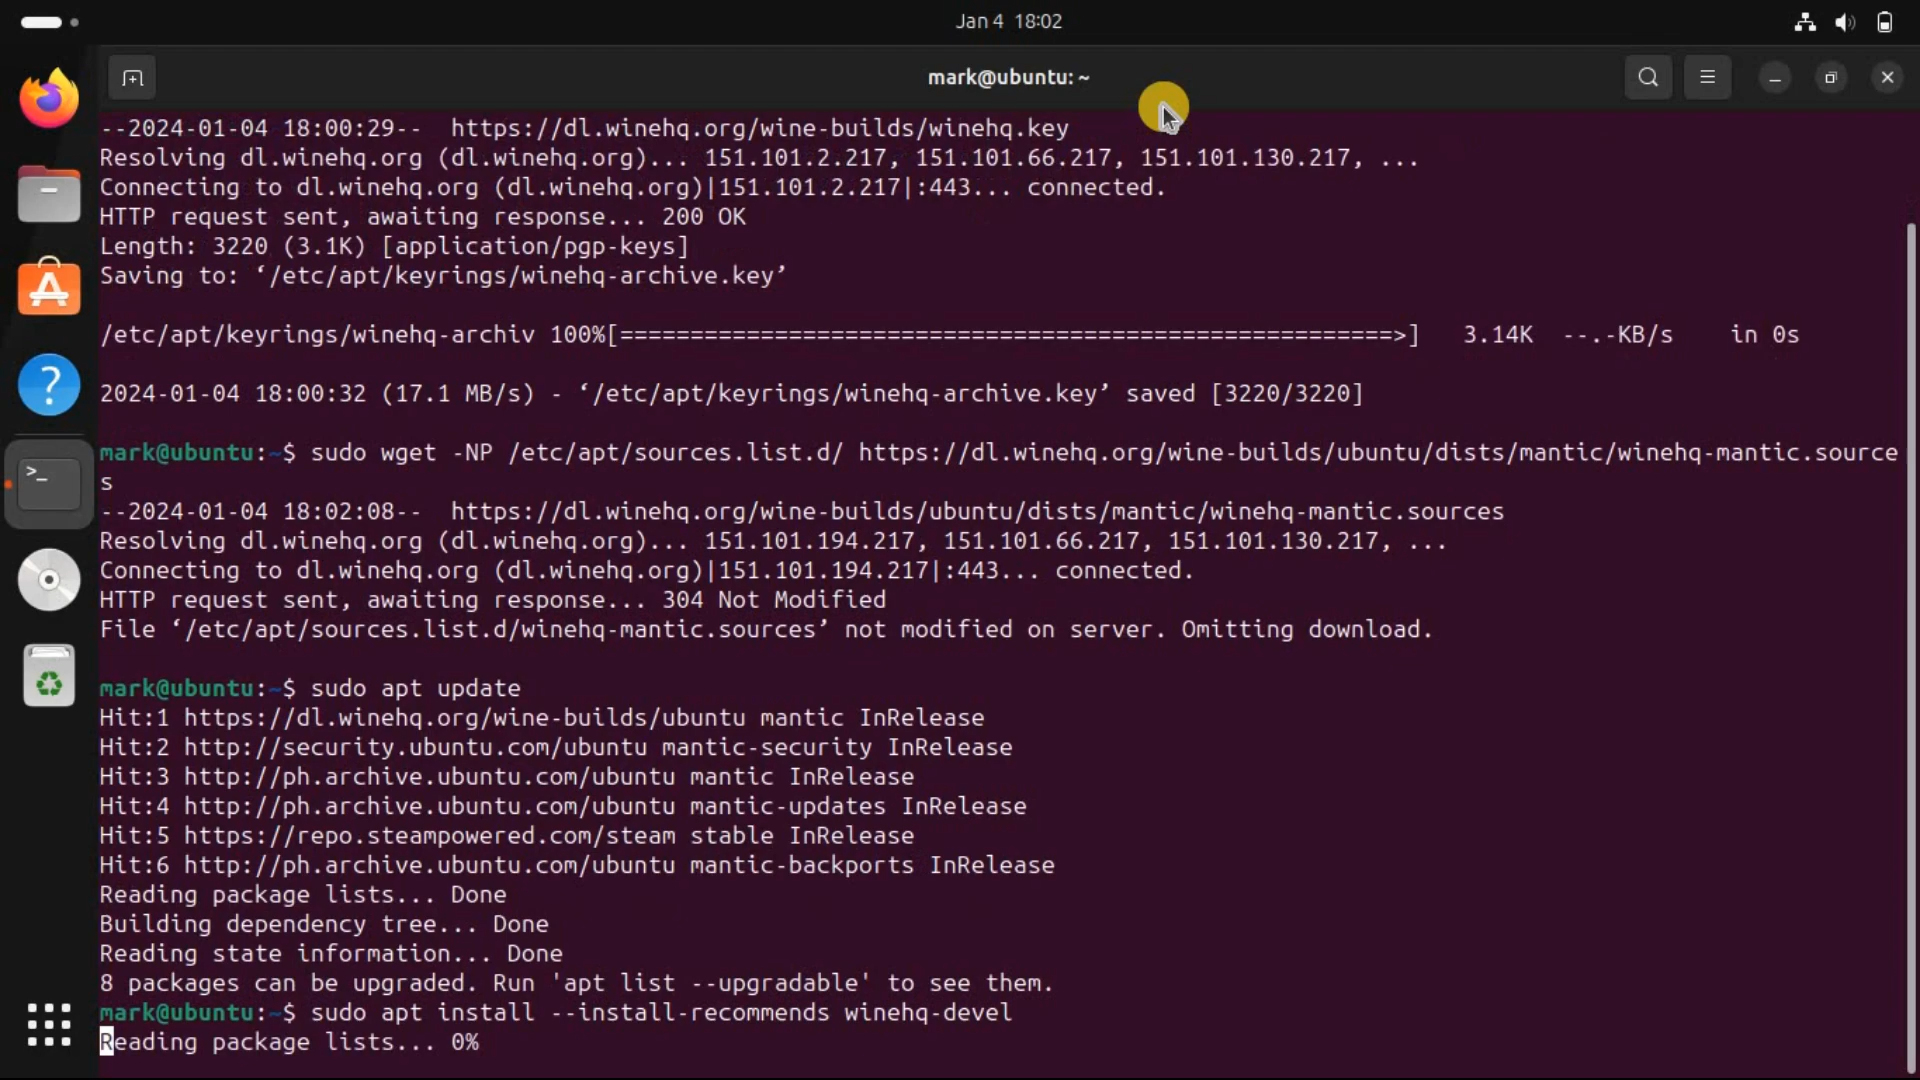 Jan 4 18:02
mark@ubuntu: ~
--2024-01-04 18:00:29--  https://dl.winehq.org/wine-builds/winehq.key
Resolving dl.winehq.org (dl.winehq.org)... 151.101.2.217, 151.101.66.217, 151.101.130.217, ...
Connecting to dl.winehq.org (dl.winehq.org)|151.101.2.217|:443... connected.
HTTP request sent, awaiting response... 200 OK
Length: 3220 (3.1K) [application/pgp-keys]
Saving to: ‘/etc/apt/keyrings/winehq-archive.key’
/etc/apt/keyrings/winehq-archiv 100%[=======================================================>]   3.14K  --.-KB/s    in 0s
2024-01-04 18:00:32 (17.1 MB/s) - ‘/etc/apt/keyrings/winehq-archive.key’ saved [3220/3220]
mark@ubuntu:~$ sudo wget -NP /etc/apt/sources.list.d/ https://dl.winehq.org/wine-builds/ubuntu/dists/mantic/winehq-mantic.source
s
--2024-01-04 18:02:08--  https://dl.winehq.org/wine-builds/ubuntu/dists/mantic/winehq-mantic.sources
Resolving dl.winehq.org (dl.winehq.org)... 151.101.194.217, 151.101.66.217, 151.101.130.217, ...
Connecting to dl.winehq.org (dl.winehq.org)|151.101.194.217|:443... connected.
HTTP request sent, awaiting response... 304 Not Modified
File ‘/etc/apt/sources.list.d/winehq-mantic.sources’ not modified on server. Omitting download.
mark@ubuntu:~$ sudo apt update
Hit:1 https://dl.winehq.org/wine-builds/ubuntu mantic InRelease
Hit:2 http://security.ubuntu.com/ubuntu mantic-security InRelease
Hit:3 http://ph.archive.ubuntu.com/ubuntu mantic InRelease
Hit:4 http://ph.archive.ubuntu.com/ubuntu mantic-updates InRelease
Hit:5 https://repo.steampowered.com/steam stable InRelease
Hit:6 http://ph.archive.ubuntu.com/ubuntu mantic-backports InRelease
Reading package lists... Done
Building dependency tree... Done
Reading state information... Done
8 packages can be upgraded. Run 'apt list --upgradable' to see them.
mark@ubuntu:~$ sudo apt install --install-recommends winehq-devel
Reading package lists... 0%